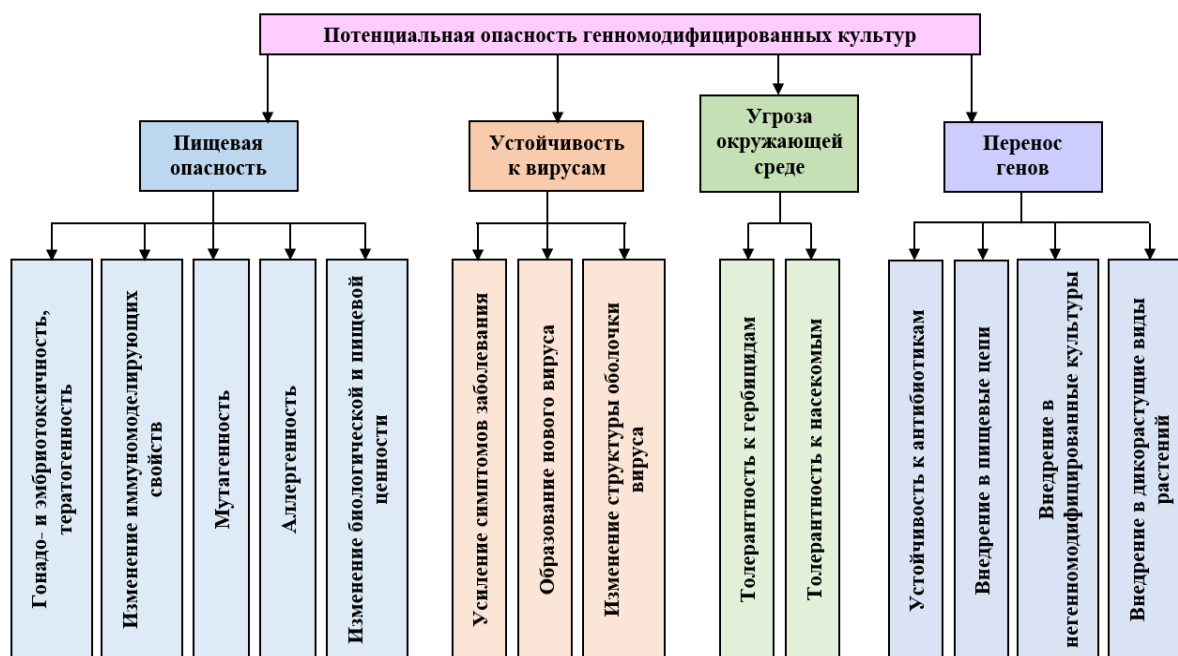 Потенциальная опасность генномодифицированных культур
Пищевая
опасность
Устойчивость
к вирусам
Угроза
окружающей
среде
Перенос
генов
Гонадо- и эмбриотоксичность,
тератогенность
Изменение иммуномоделирующих
свойств
Мутагенность
Аллергенность
Изменение биологической и пищевой
ценности
Усиление симптомов заболевания
Образование нового вируса
Изменение структуры оболочки
вируса
Толерантность к гербицидам
Толерантность к насекомым
Устойчивость к антибиотикам
Внедрение в пищевые цепи
Внедрение в
негенномодифицированные культуры
Внедрение в дикорастущие виды
растений